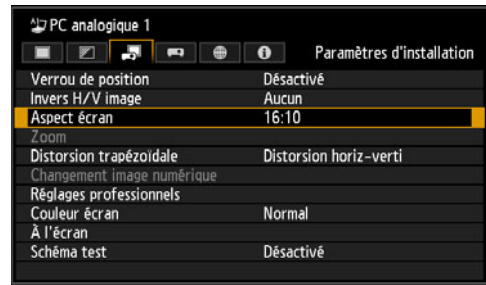 PC analogique 1
Paramètres d'installation
Verrou de position Désactivé
Invers H/V image Aucun
Aspect écran 16:10
Zoom
Distorsion trapézoïdale Distorsion horiz-verti
Changement image numérique
Réglages professionnels
Couleur écran Normal
À l'écran
Schéma test Désactivé